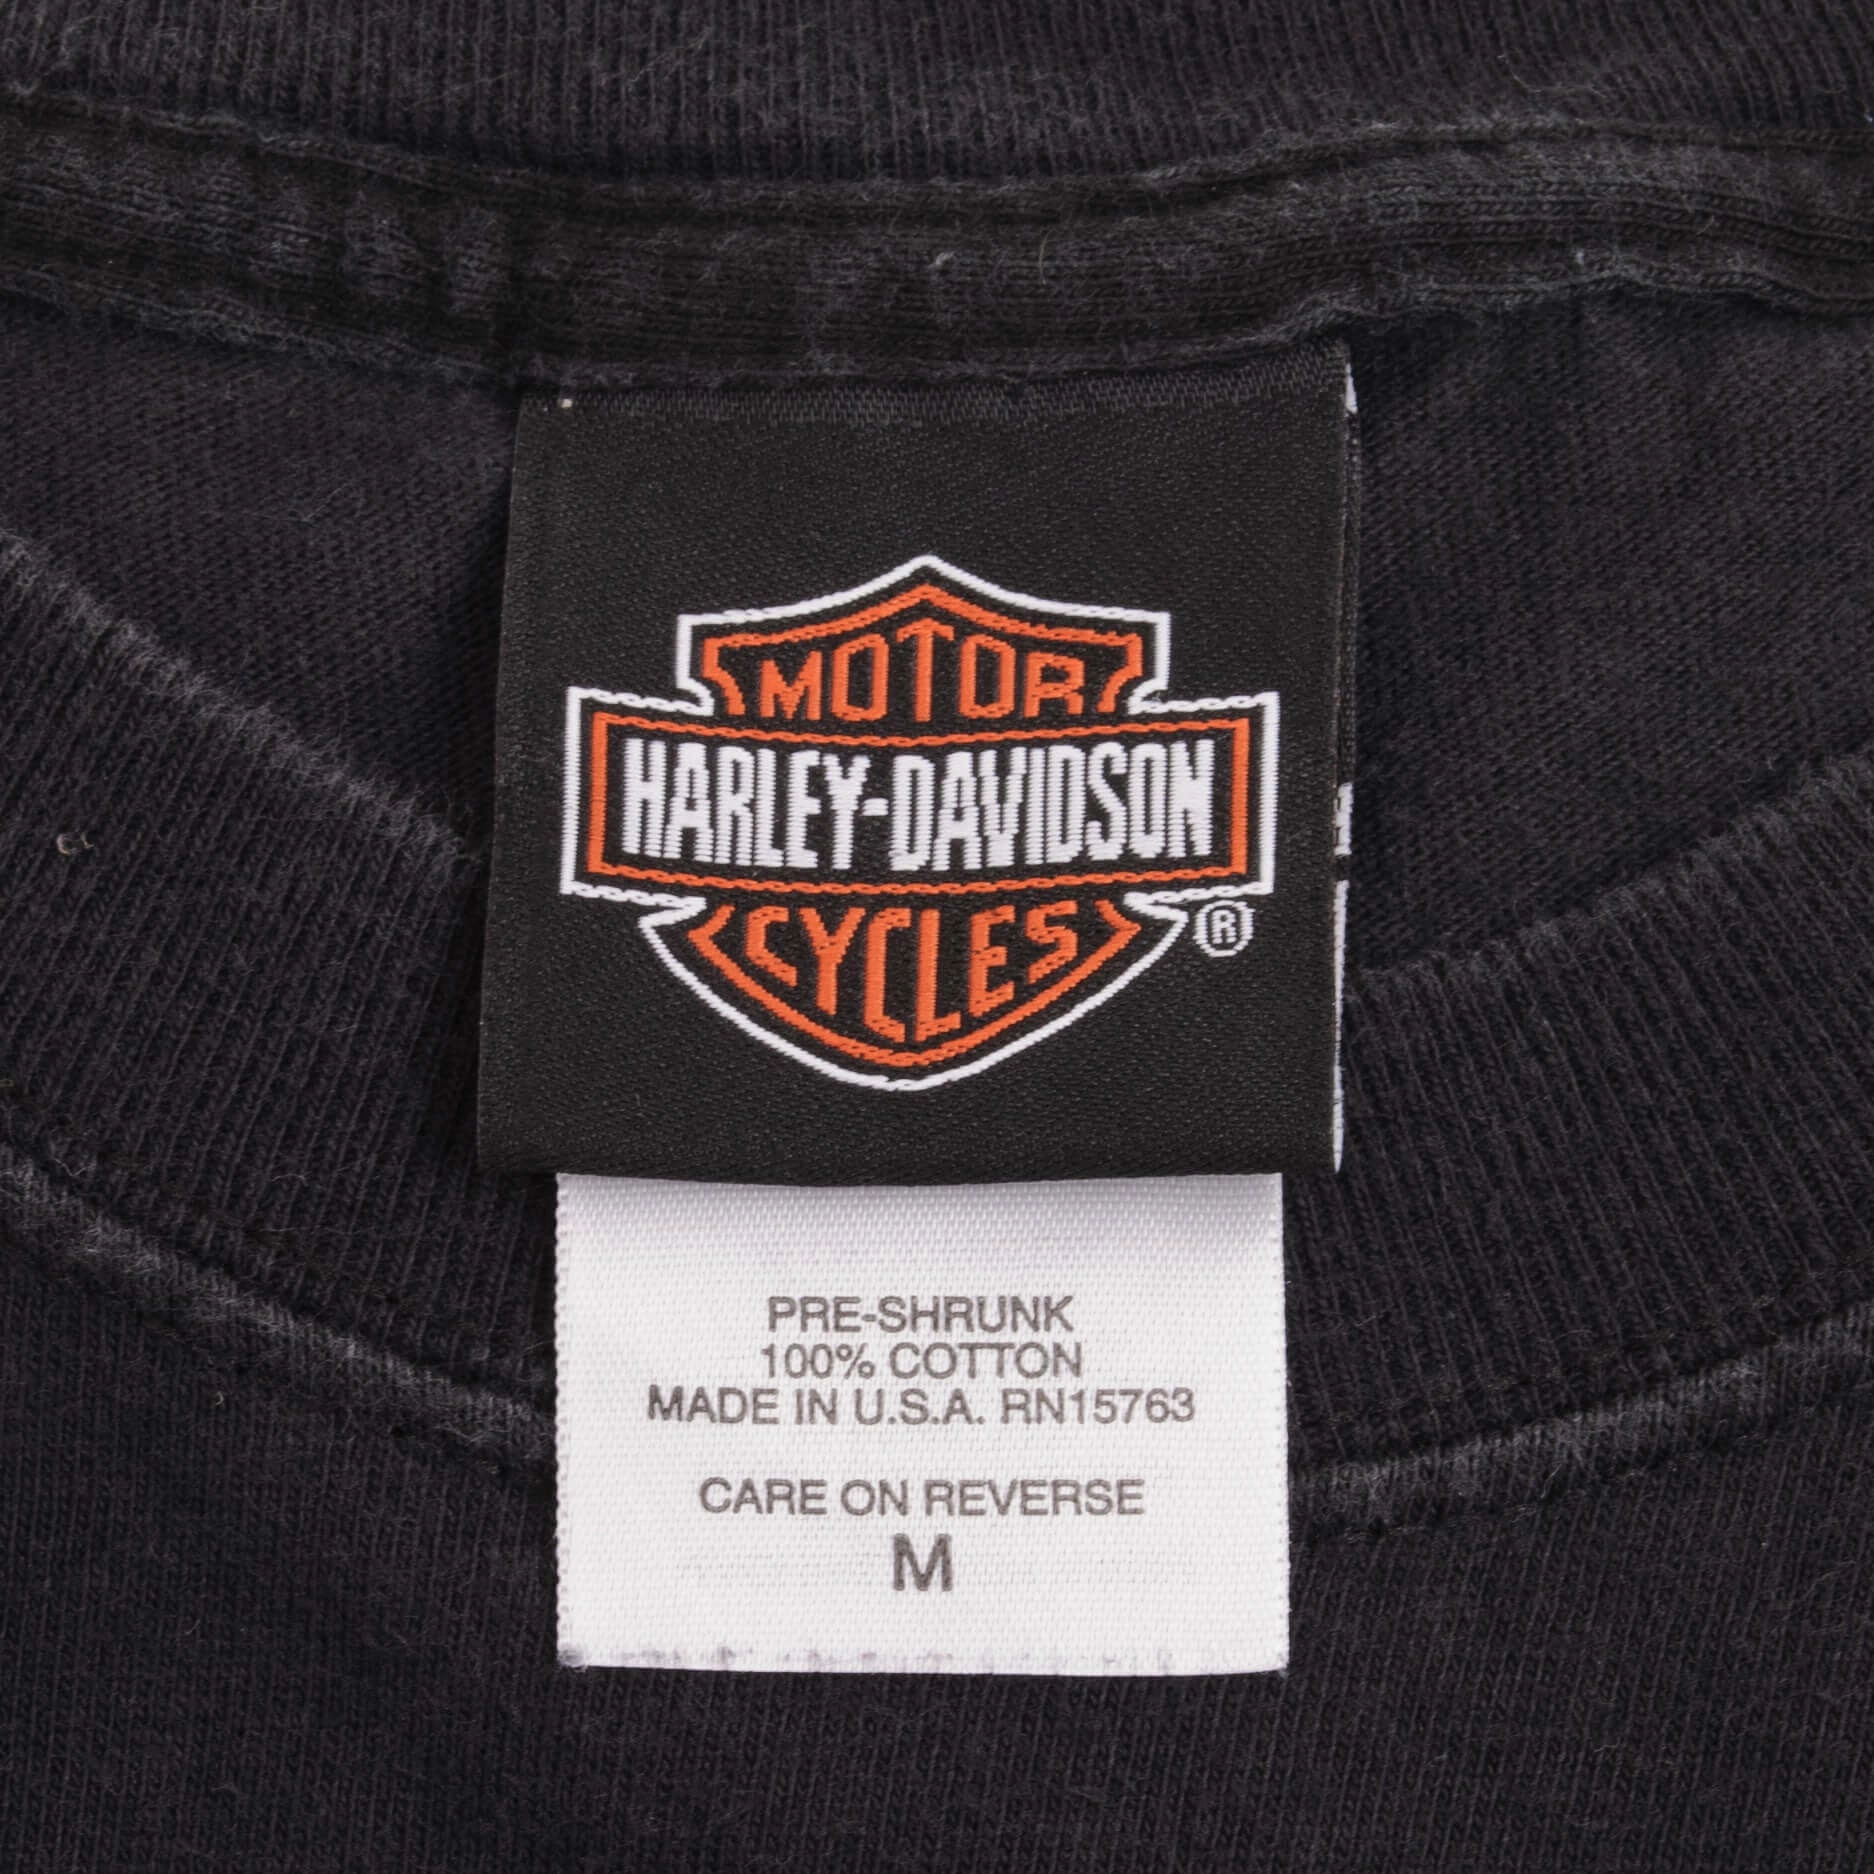 MOTOR
HARLEY-DAVIDSON
CYCLES
®
PRE-SHRUNK
100% COTTON
MADE IN U.S.A. RN15763
CARE ON REVERSE
M